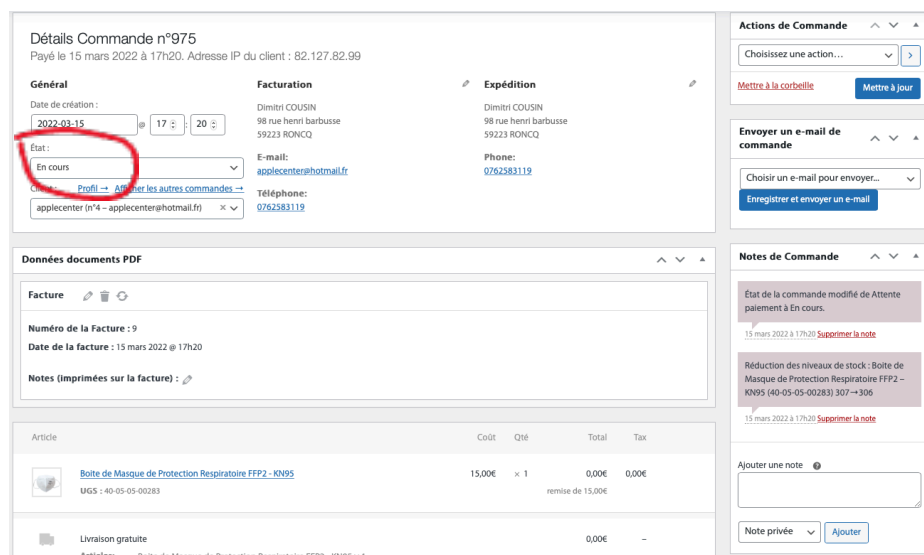 Détails Commande n°975
Payé le 15 mars 2022 à 17h20. Adresse IP du client : 82.127.82.99
Général
Date de création :
2022-03-15 @ 17 : 20
État :
En cours
Client : Profil → Afficher les autres commandes →
applecenter (n°4 – applecenter@hotmail.fr) ×
Facturation
Dimitri COUSIN
98 rue henri barbusse
59223 RONCQ
E-mail:
applecenter@hotmail.fr
Téléphone:
0762583119
Expédition
Dimitri COUSIN
98 rue henri barbusse
59223 RONCQ
Phone:
0762583119
Données documents PDF
Facture
Numéro de la Facture : 9
Date de la facture : 15 mars 2022 @ 17h20
Notes (imprimées sur la facture) :
Article Coût Qté Total Tax
Boite de Masque de Protection Respiratoire FFP2 - KN95 15,00€ × 1 0,00€ 0,00€
UGS : 40-05-05-00283 remise de 15,00€
Livraison gratuite 0,00€ –
Articles: Boite de Masque de Protection Respiratoire FFP2 - KN95 × 1
Actions de Commande
Choisissez une action...
Mettre à la corbeille Mettre à jour
Envoyer un e-mail de
commande
Choisir un e-mail pour envoyer...
Enregistrer et envoyer un e-mail
Notes de Commande
État de la commande modifié de Attente
paiement à En cours.
15 mars 2022 à 17h20 Supprimer la note
Réduction des niveaux de stock : Boite de
Masque de Protection Respiratoire FFP2 –
KN95 (40-05-05-00283) 307→306
15 mars 2022 à 17h20 Supprimer la note
Ajouter une note
Note privée Ajouter